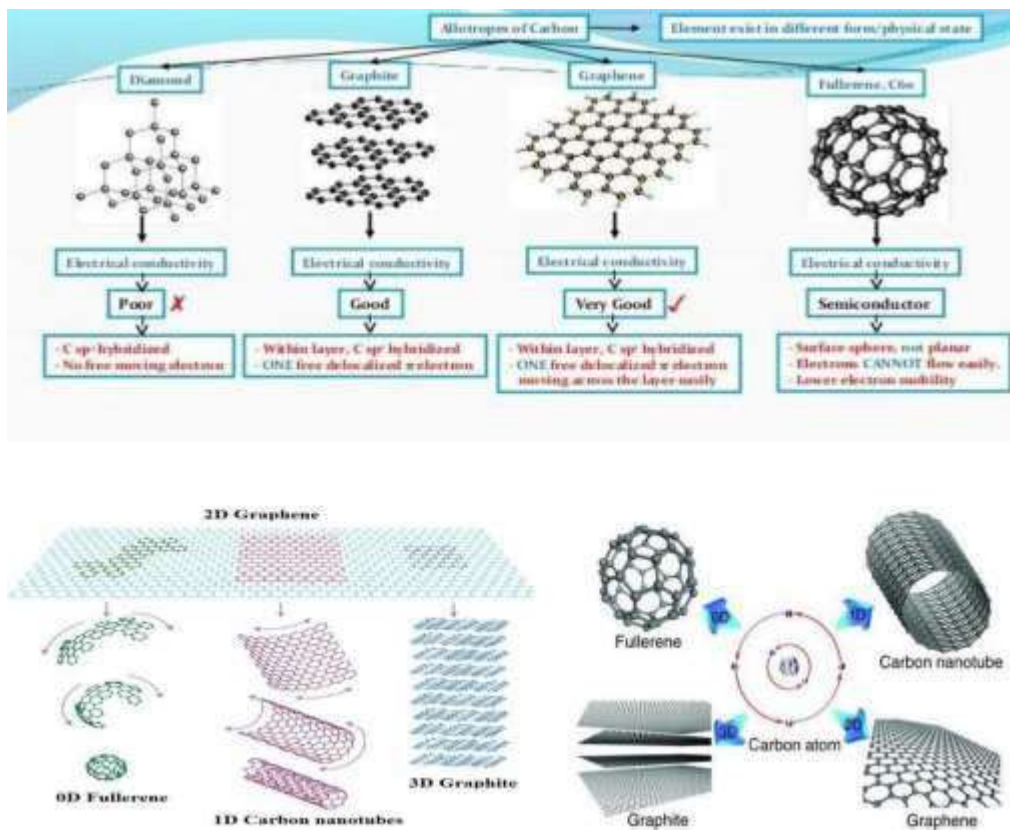 Allotropes of Carbon
Element exist in different form/physical state
Diamond
Graphite
Graphene
Fullerene, C60
Electrical conductivity
Electrical conductivity
Electrical conductivity
Electrical conductivity
Poor ✗
Good
Very Good ✓
Semiconductor
- C sp hybridized
- No free moving electron
- Within layer, C sp hybridized
- ONE free delocalized π electron
- Within layer, C sp hybridized
- ONE free delocalized π electron
moving across the layer easily
- Surface sphere, not planar
- Electrons CANNOT flow easily.
- Lower electron mobility
2D Graphene
0D Fullerene
1D Carbon nanotubes
3D Graphite
Fullerene
0D
1D
Carbon nanotube
3D
2D
Carbon atom
Graphite
Graphene